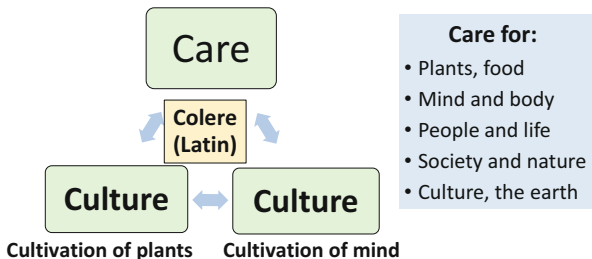 Care
Colere
(Latin)
Culture
Culture
Cultivation of plants
Cultivation of mind
Care for:
• Plants, food
• Mind and body
• People and life
• Society and nature
• Culture, the earth